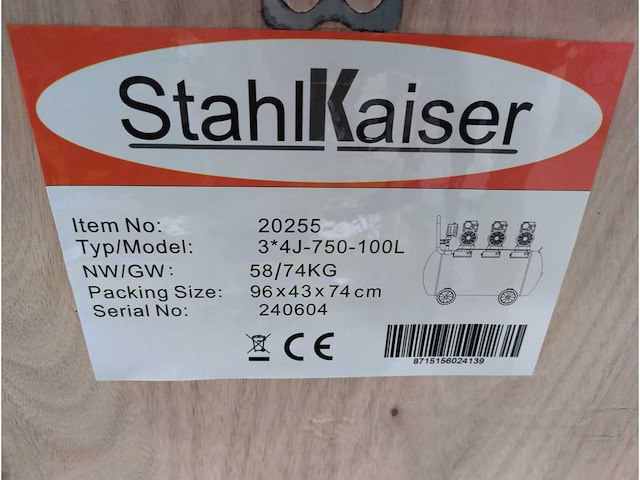 StahlKaiser
Item No: 20255
Typ/Model: 3*4J-750-100L
NW/GW: 58/74KG
Packing Size: 96x43x74cm
Serial No: 240604
CE
8715156024139